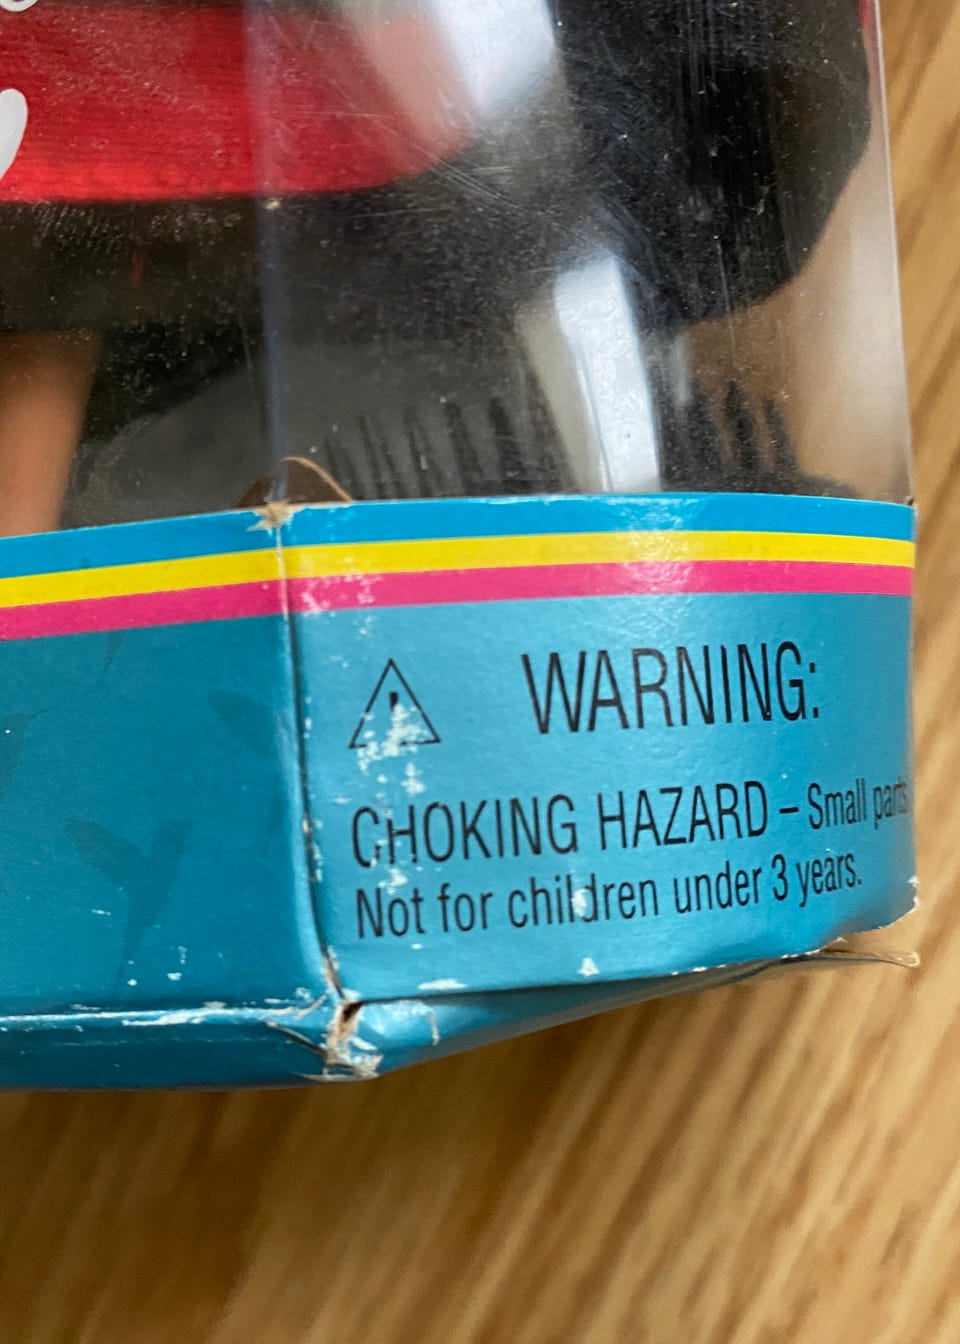 WARNING:
CHOKING HAZARD – Small parts
Not for children under 3 years.